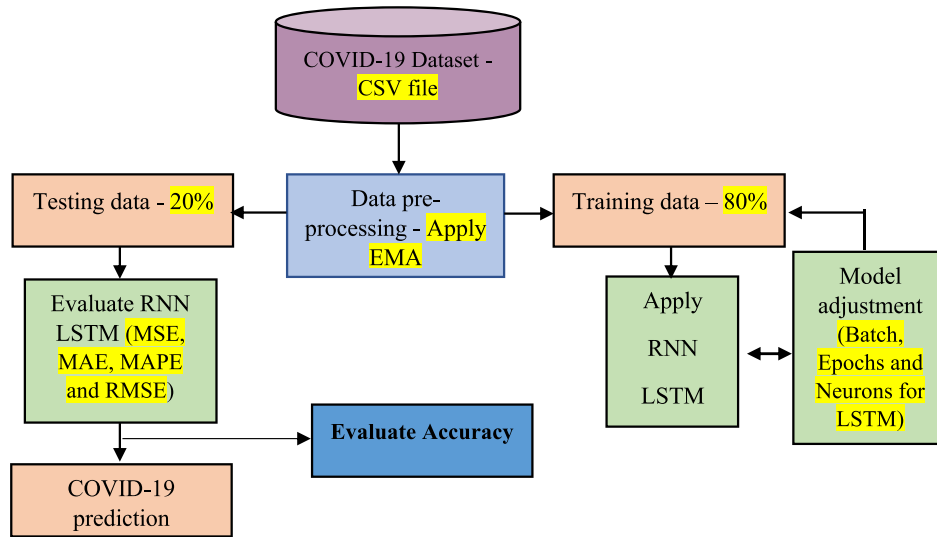 COVID-19 Dataset -
CSV file
Testing data - 20%
Data pre-
processing - Apply
EMA
Training data – 80%
Evaluate RNN
LSTM (MSE,
MAE, MAPE
and RMSE)
Apply
RNN
LSTM
Model
adjustment
(Batch,
Epochs and
Neurons for
LSTM)
Evaluate Accuracy
COVID-19
prediction